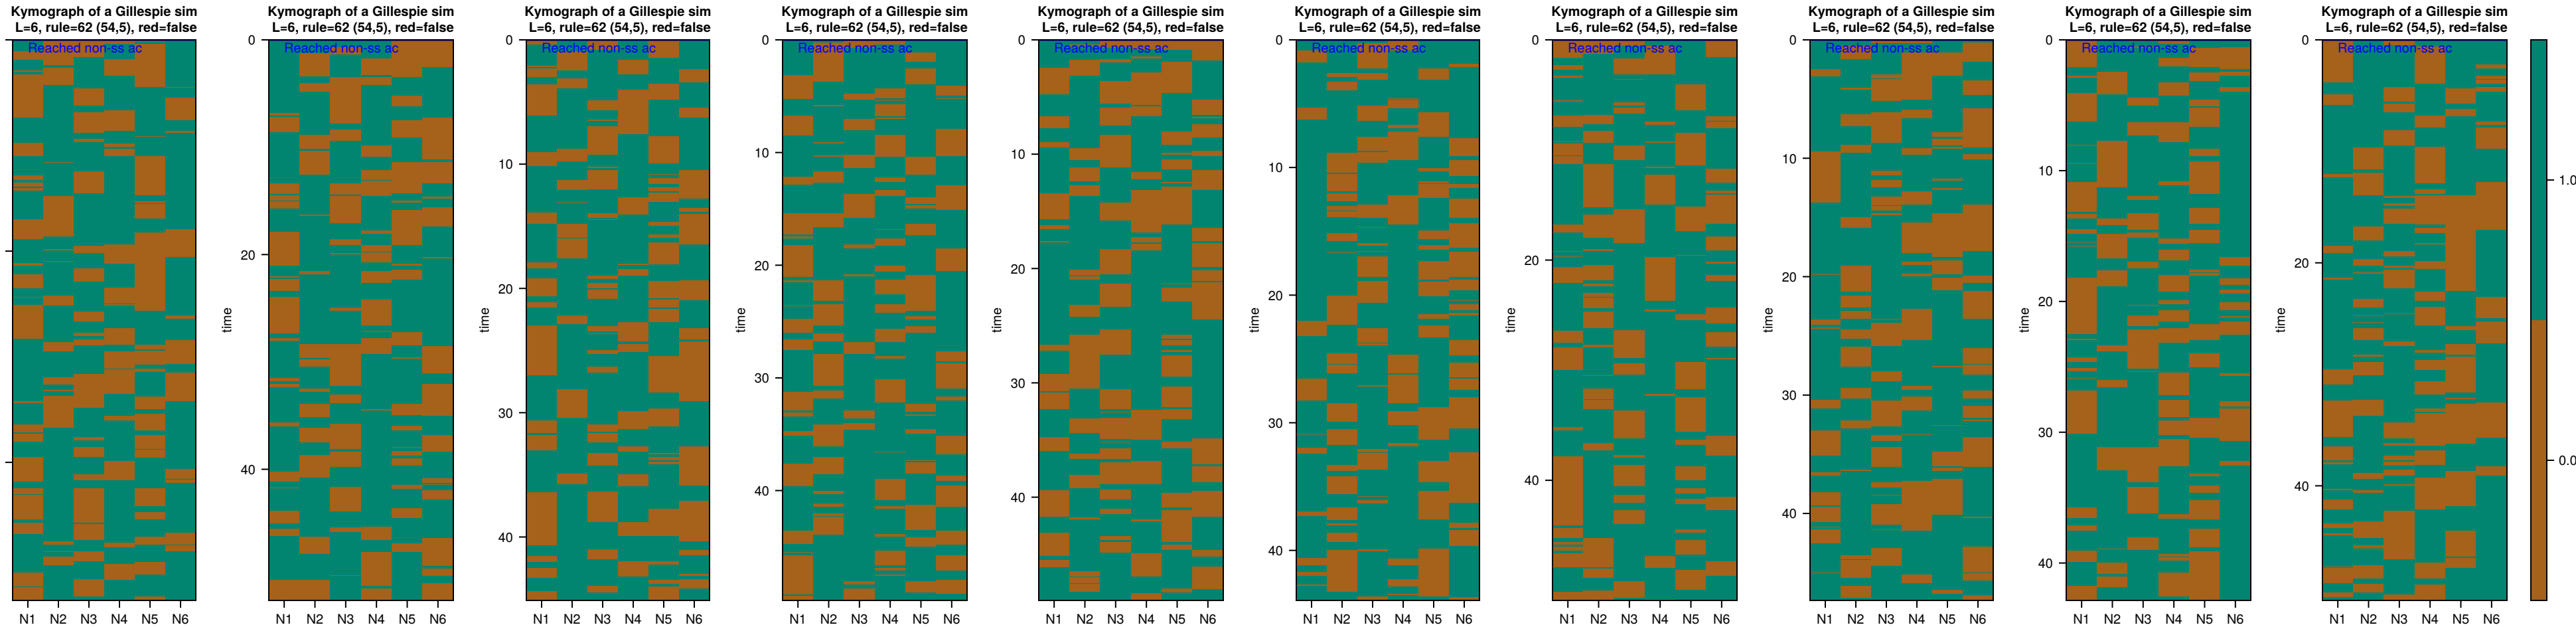 Kymograph of a Gillespie sim
L=6, rule=62 (54,5), red=false
Reached non-ss ac
N1 N2 N3 N4 N5 N6
Kymograph of a Gillespie sim
L=6, rule=62 (54,5), red=false
Reached non-ss ac
0
20
40
time
N1 N2 N3 N4 N5 N6
Kymograph of a Gillespie sim
L=6, rule=62 (54,5), red=false
Reached non-ss ac
0
10
20
30
40
time
N1 N2 N3 N4 N5 N6
Kymograph of a Gillespie sim
L=6, rule=62 (54,5), red=false
Reached non-ss ac
0
10
20
30
40
time
N1 N2 N3 N4 N5 N6
Kymograph of a Gillespie sim
L=6, rule=62 (54,5), red=false
Reached non-ss ac
0
10
20
30
40
time
N1 N2 N3 N4 N5 N6
Kymograph of a Gillespie sim
L=6, rule=62 (54,5), red=false
Reached non-ss ac
0
10
20
30
40
time
N1 N2 N3 N4 N5 N6
Kymograph of a Gillespie sim
L=6, rule=62 (54,5), red=false
Reached non-ss ac
0
20
40
time
N1 N2 N3 N4 N5 N6
Kymograph of a Gillespie sim
L=6, rule=62 (54,5), red=false
Reached non-ss ac
0
10
20
30
40
time
N1 N2 N3 N4 N5 N6
Kymograph of a Gillespie sim
L=6, rule=62 (54,5), red=false
Reached non-ss ac
0
10
20
30
40
time
N1 N2 N3 N4 N5 N6
Kymograph of a Gillespie sim
L=6, rule=62 (54,5), red=false
Reached non-ss ac
0
20
40
time
N1 N2 N3 N4 N5 N6
1.0
0.0